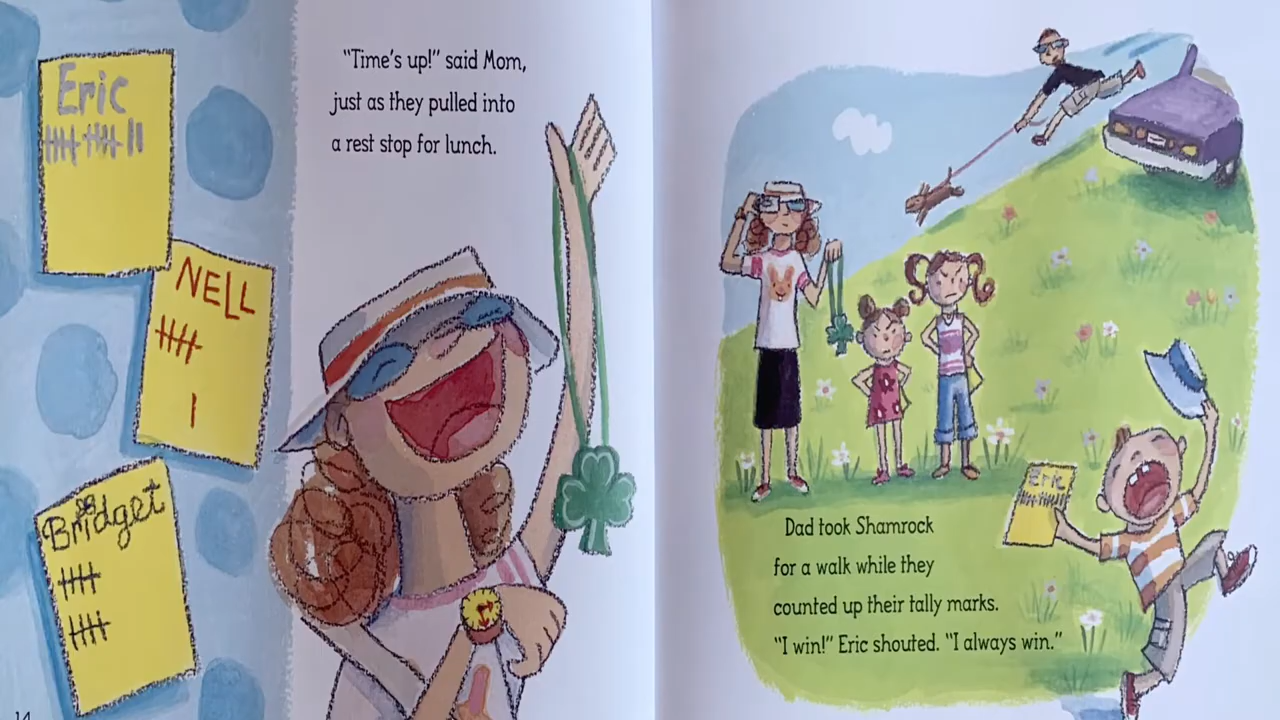 Eric
NELL
Bridget
14
"Time's up!" said Mom,
just as they pulled into
a rest stop for lunch.
Eric
Dad took Shamrock
for a walk while they
counted up their tally marks.
"I win!" Eric shouted. "I always win."